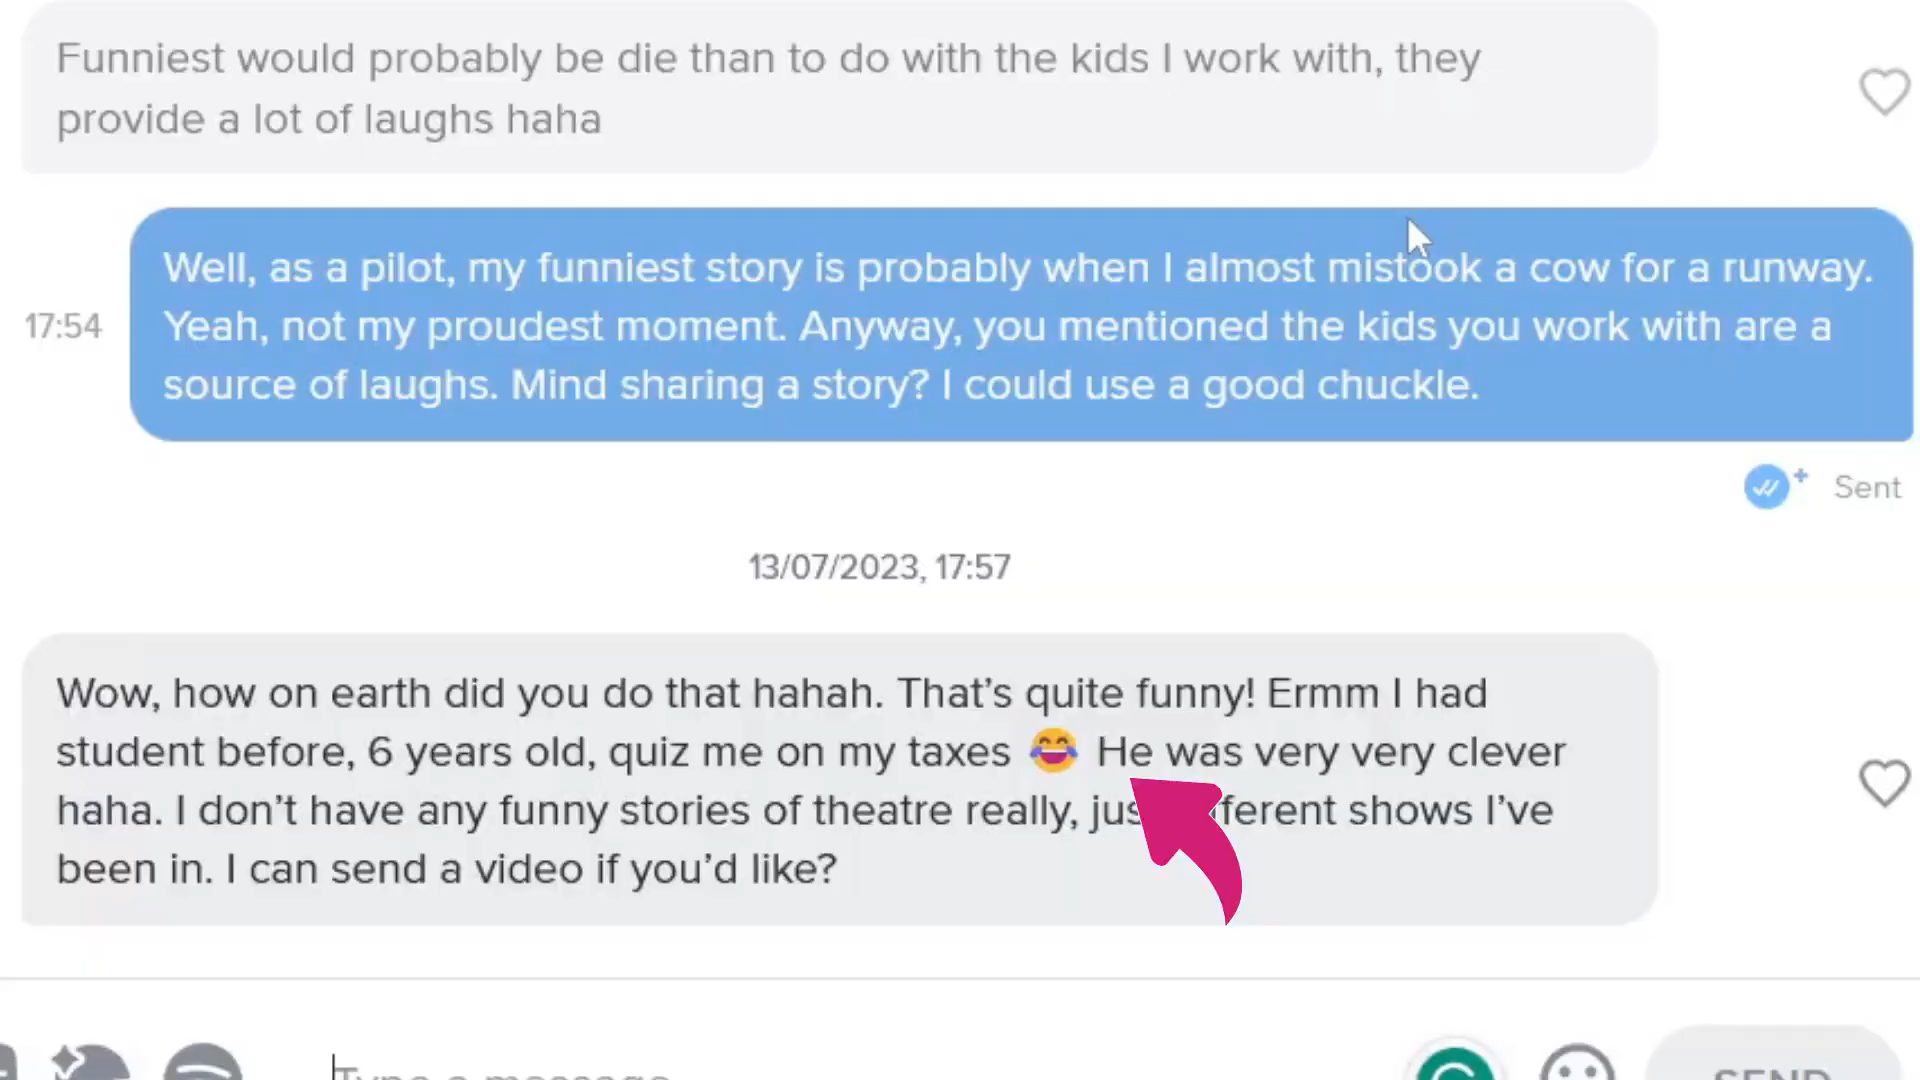 Funniest would probably be die than to do with the kids I work with, they
provide a lot of laughs haha
Well, as a pilot, my funniest story is probably when I almost mistook a cow for a runway.
17:54
Yeah, not my proudest moment. Anyway, you mentioned the kids you work with are a
source of laughs. Mind sharing a story? I could use a good chuckle.
Sent
13/07/2023, 17:57
Wow, how on earth did you do that hahah. That's quite funny! Ermm I had
student before, 6 years old, quiz me on my taxes 😂 He was very very clever
haha. I don't have any funny stories of theatre really, shows I've
been in. I can send a video if you'd like?
Type a message
SEND